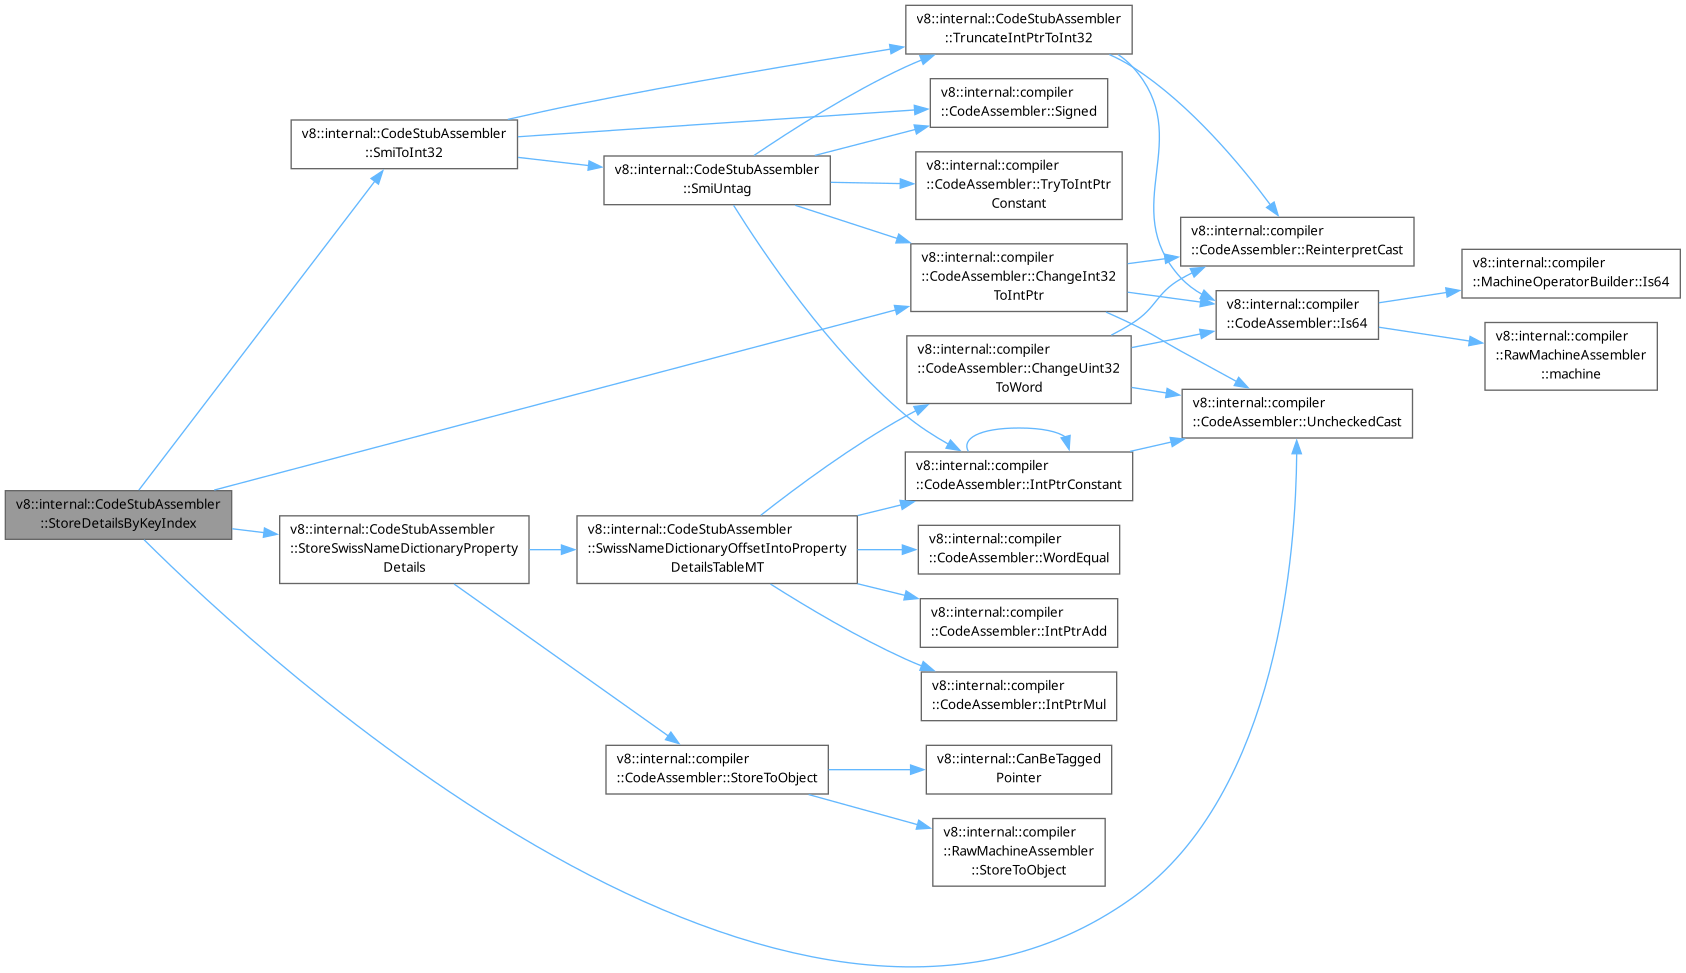 v8::internal::CodeStubAssembler
::StoreDetailsByKeyIndex
v8::internal::CodeStubAssembler
::SmiToInt32
v8::internal::CodeStubAssembler
::SmiUntag
v8::internal::CodeStubAssembler
::TruncateIntPtrToInt32
v8::internal::compiler
::CodeAssembler::Signed
v8::internal::compiler
::CodeAssembler::TryToIntPtr
Constant
v8::internal::compiler
::CodeAssembler::ChangeInt32
ToIntPtr
v8::internal::compiler
::CodeAssembler::ReinterpretCast
v8::internal::compiler
::CodeAssembler::Is64
v8::internal::compiler
::MachineOperatorBuilder::Is64
v8::internal::compiler
::RawMachineAssembler
::machine
v8::internal::compiler
::CodeAssembler::ChangeUint32
ToWord
v8::internal::compiler
::CodeAssembler::UncheckedCast
v8::internal::compiler
::CodeAssembler::IntPtrConstant
v8::internal::CodeStubAssembler
::StoreSwissNameDictionaryProperty
Details
v8::internal::CodeStubAssembler
::SwissNameDictionaryOffsetIntoProperty
DetailsTableMT
v8::internal::compiler
::CodeAssembler::WordEqual
v8::internal::compiler
::CodeAssembler::IntPtrAdd
v8::internal::compiler
::CodeAssembler::IntPtrMul
v8::internal::compiler
::CodeAssembler::StoreToObject
v8::internal::CanBeTagged
Pointer
v8::internal::compiler
::RawMachineAssembler
::StoreToObject